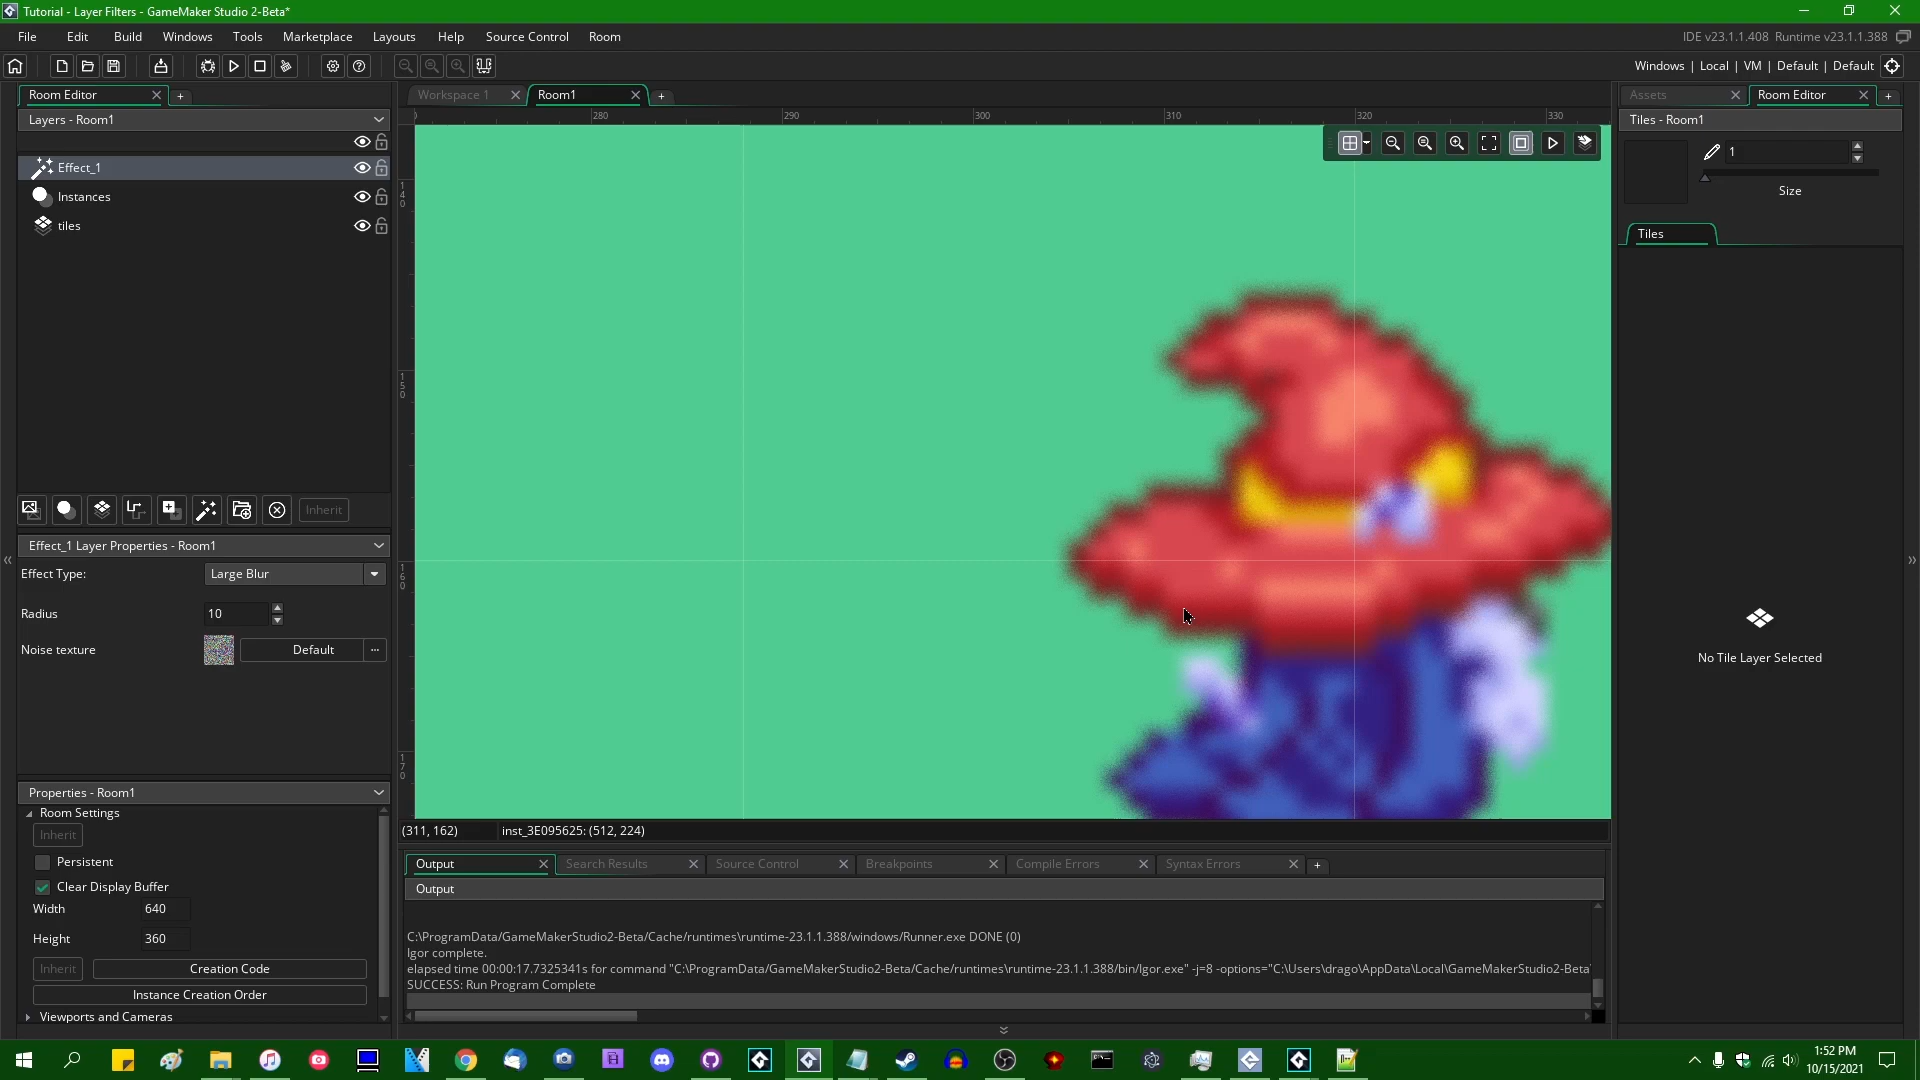 Tutorial - Layer Filters - GameMaker Studio 2-Beta*
File Edit Build Windows Tools Marketplace Layouts Help Source Control Room
IDE v23.1.1.408 Runtime v23.1.1.388
Windows | Local | VM | Default | Default
Room Editor
Workspace 1
Room1
Assets
Room Editor
Layers - Room1
Tiles - Room1
280 290 300 310 320 330
140
150
160
170
Effect_1
Instances
tiles
1
Size
Tiles
No Tile Layer Selected
Inherit
Effect_1 Layer Properties - Room1
Effect Type: Large Blur
Radius 10
Noise texture Default ...
Properties - Room1
Room Settings
Inherit
Persistent
Clear Display Buffer
Width 640
Height 360
Inherit Creation Code
Instance Creation Order
Viewports and Cameras
(311, 162) inst_3E095625: (512, 224)
Output Search Results Source Control Breakpoints Compile Errors Syntax Errors
Output
C:\ProgramData/GameMakerStudio2-Beta/Cache/runtimes\runtime-23.1.1.388/windows/Runner.exe DONE (0)
Igor complete.
elapsed time 00:00:17.7325341s for command "C:\ProgramData/GameMakerStudio2-Beta/Cache/runtimes\runtime-23.1.1.388/bin/Igor.exe" -j=8 -options="C:\Users\drago\AppData\Local\GameMakerStudio2-Beta
SUCCESS: Run Program Complete
1:52 PM
10/15/2021